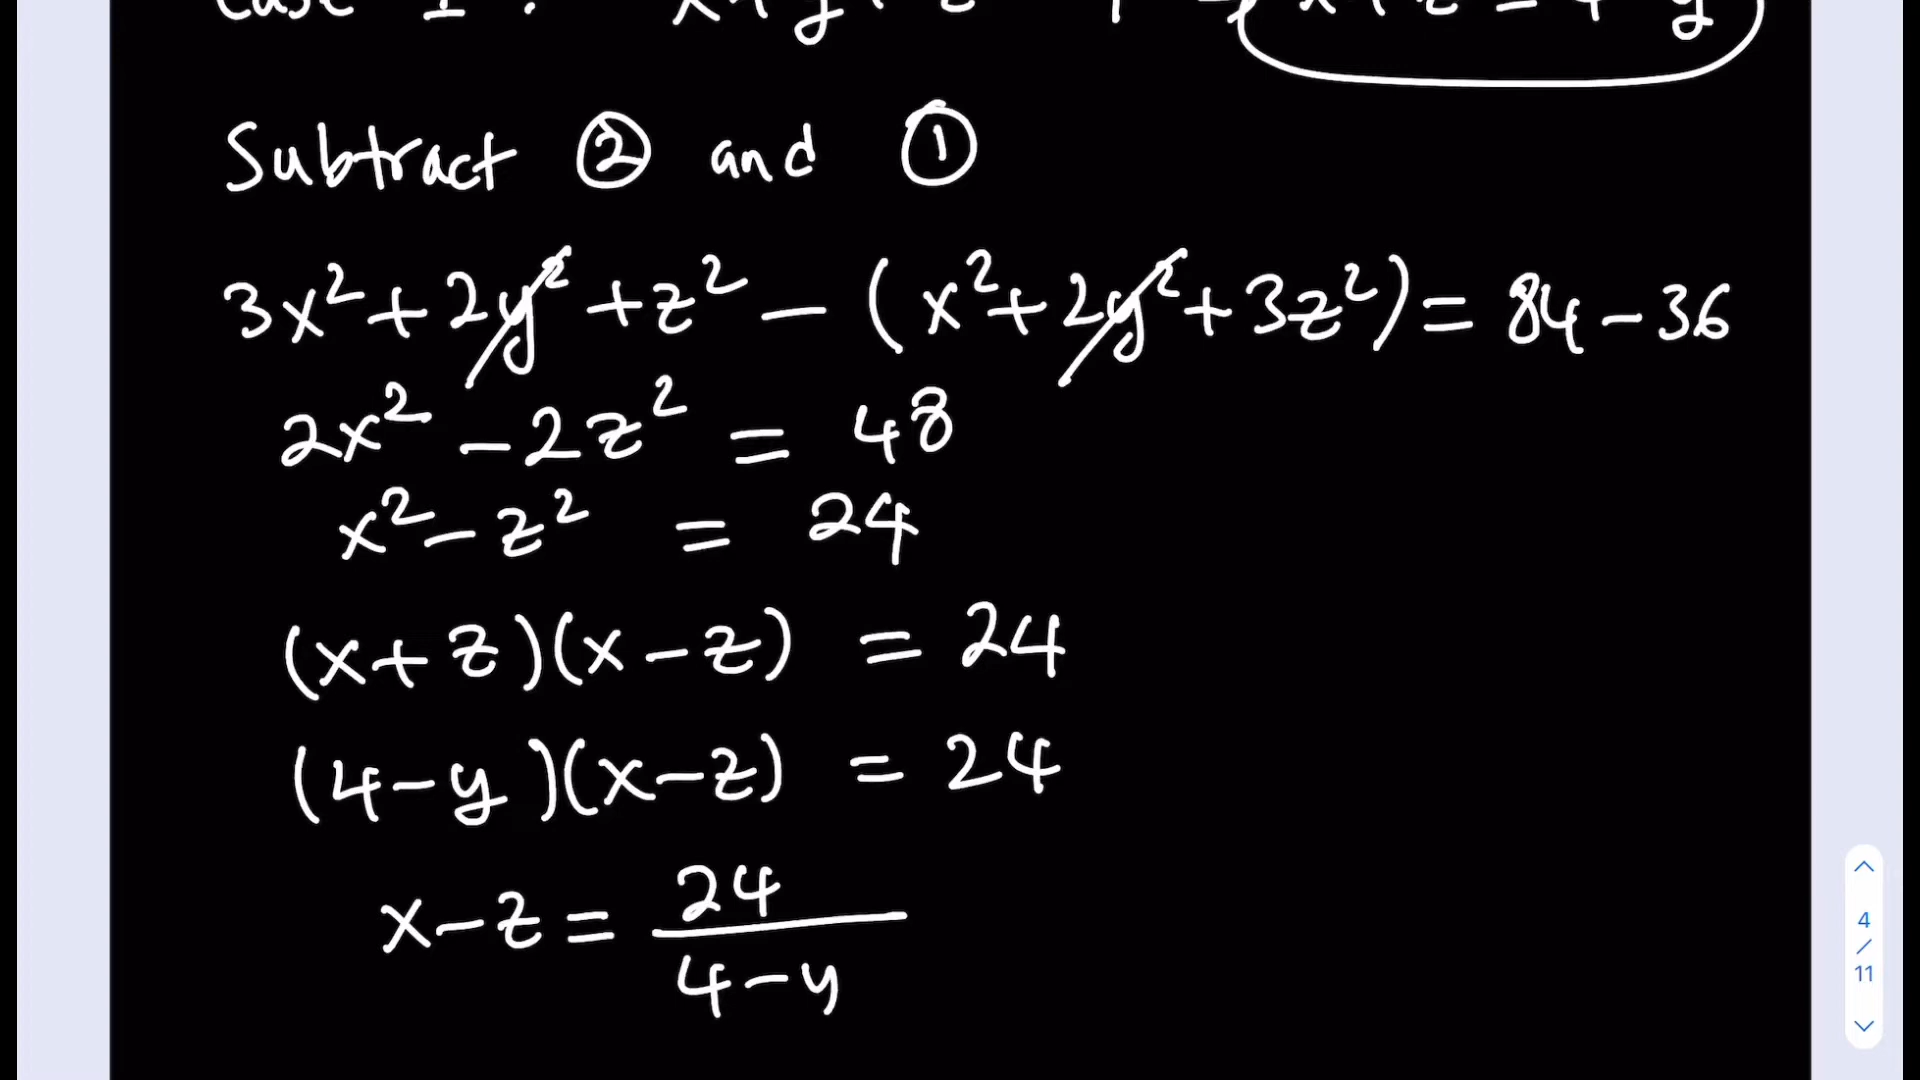 Subtract ② and ①
3x² + 2y² + z² − (x² + 2y² + 3z²) = 84 − 36
2x² − 2z² = 48
x² − z² = 24
(x + z)(x − z) = 24
(4 − y)(x − z) = 24
x − z = 24 / (4 − y)
4
/
11